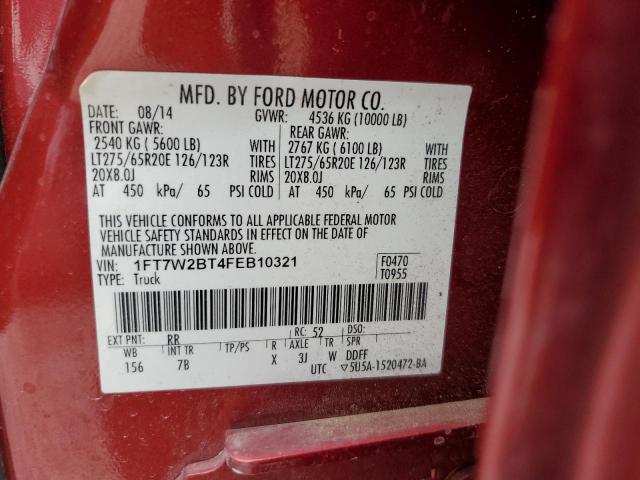 MFD. BY FORD MOTOR CO.
DATE: 08/14 GVWR: 4536 KG (10000 LB)
FRONT GAWR: REAR GAWR:
2540 KG ( 5600 LB) WITH 2767 KG ( 6100 LB) WITH
LT275/65R20E 126/123R TIRES LT275/65R20E 126/123R TIRES
20X8.0J RIMS 20X8.0J RIMS
AT 450 kPa/ 65 PSI COLD AT 450 kPa/ 65 PSI COLD
THIS VEHICLE CONFORMS TO ALL APPLICABLE FEDERAL MOTOR
VEHICLE SAFETY STANDARDS IN EFFECT ON THE DATE OF
MANUFACTURE SHOWN ABOVE.
VIN: 1FT7W2BT4FEB10321 F0470
TYPE: Truck T0955
EXT PNT: RR RC: 52 DSO:
WB INT TR TP/PS R AXLE TR SPR
156 7B X 3J W DDFF
UTC ▽5U5A-1520472-BA